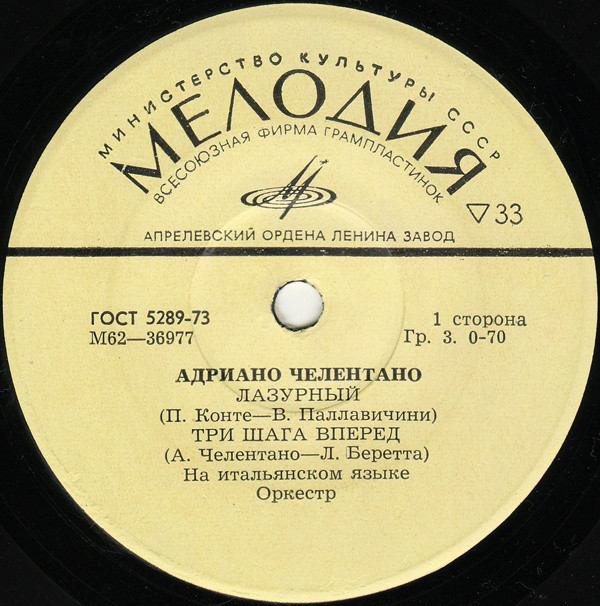 МИНИСТЕРСТВО КУЛЬТУРЫ СССР
МЕЛОДИЯ
ВСЕСОЮЗНАЯ ФИРМА ГРАМПЛАСТИНОК
▽33
АПРЕЛЕВСКИЙ ОРДЕНА ЛЕНИНА ЗАВОД
ГОСТ 5289-73
М62—36977
1 сторона
Гр. 3. 0-70
АДРИАНО ЧЕЛЕНТАНО
ЛАЗУРНЫЙ
(П. Конте—В. Паллавичини)
ТРИ ШАГА ВПЕРЕД
(А. Челентано—Л. Беретта)
На итальянском языке
Оркестр